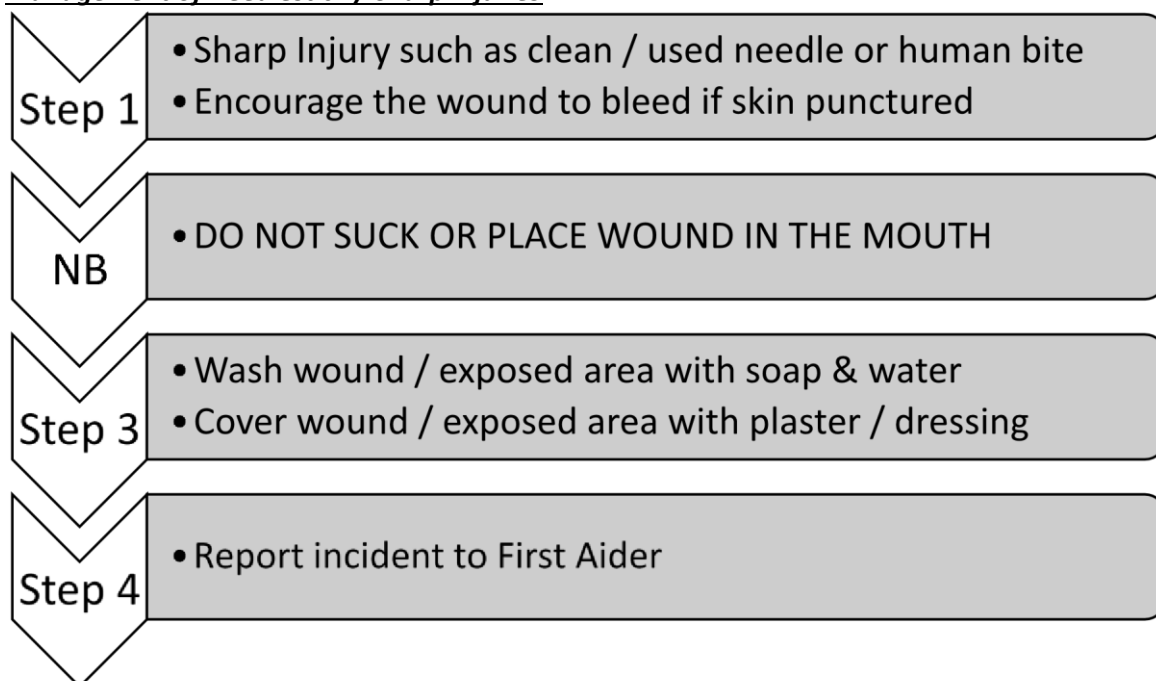 Step 1
• Sharp Injury such as clean / used needle or human bite
• Encourage the wound to bleed if skin punctured
NB
• DO NOT SUCK OR PLACE WOUND IN THE MOUTH
Step 3
• Wash wound / exposed area with soap & water
• Cover wound / exposed area with plaster / dressing
Step 4
• Report incident to First Aider